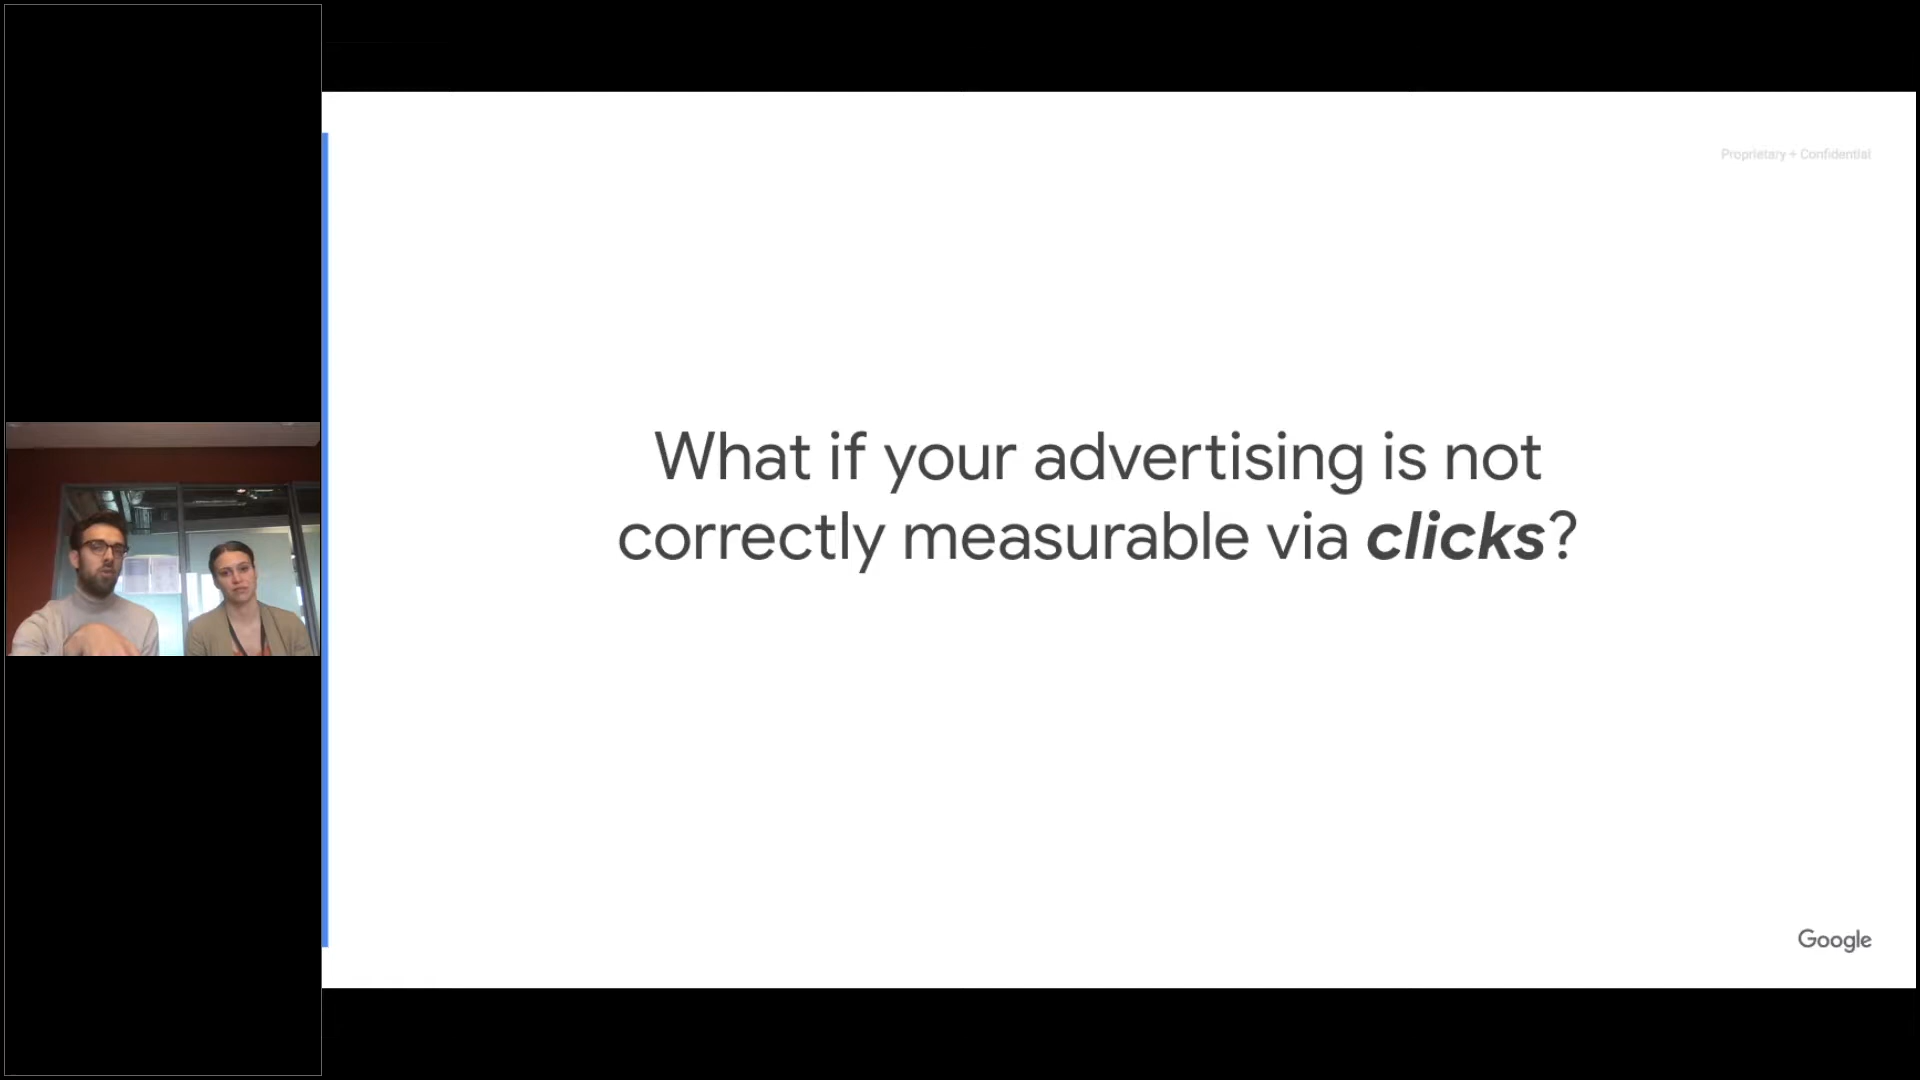 Proprietary + Confidential
What if your advertising is not
correctly measurable via clicks?
Google